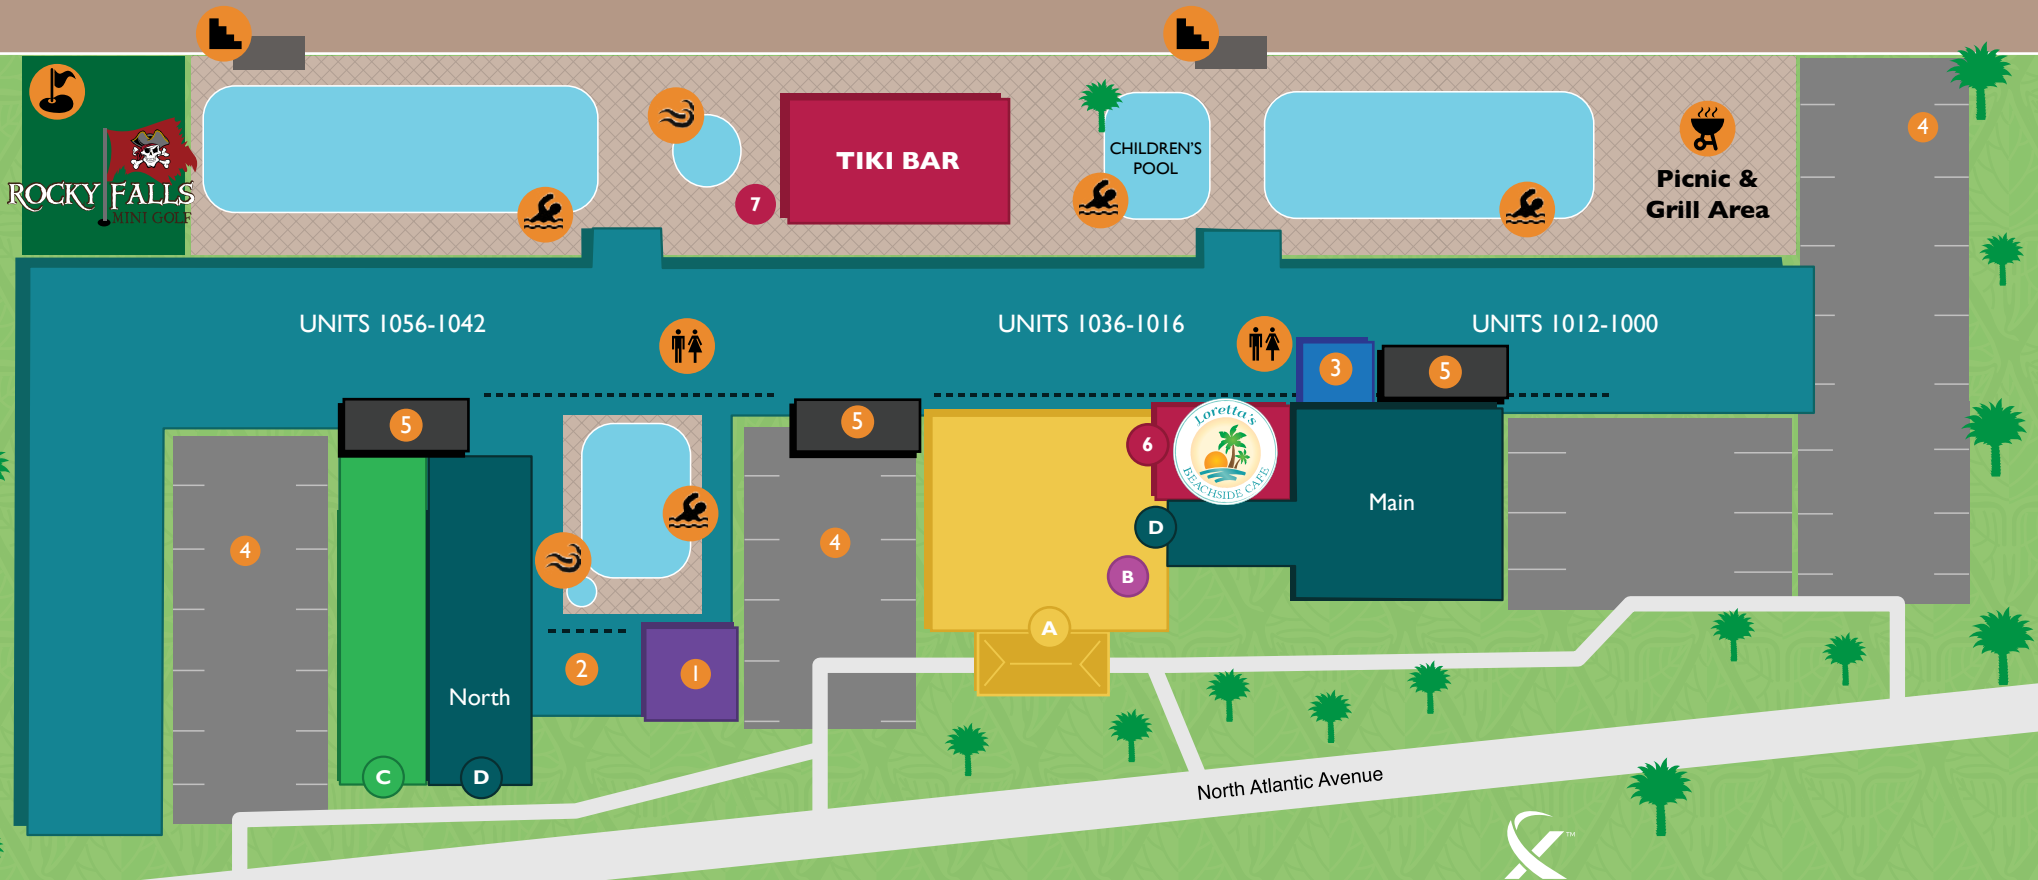 4
ROCKY FALLS
MINI GOLF
TIKI BAR
7
CHILDREN'S
POOL
Picnic &
Grill Area
UNITS 1056-1042
UNITS 1036-1016
UNITS 1012-1000
3
5
5
5
Loretta's
BEACHSIDE CAFE
6
Main
D
B
A
4
4
2
1
North
C
D
North Atlantic Avenue
TM